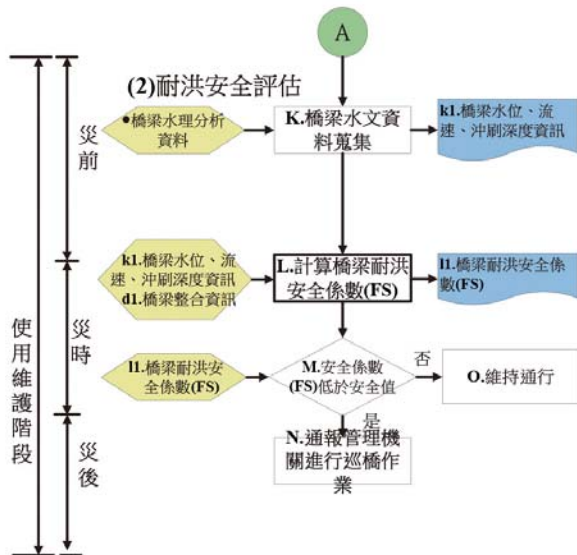 A
(2)耐洪安全評估
●橋梁水理分析
資料
K.橋梁水文資
料蒐集
k1.橋梁水位、流
速、沖刷深度資訊
災前
k1.橋梁水位、流
速、沖刷深度資訊
d1.橋梁整合資訊
L.計算橋梁耐洪
安全係數(FS)
l1.橋梁耐洪安全係
數(FS)
災時
使用維護階段
l1.橋梁耐洪安
全係數(FS)
M.安全係數
(FS)低於安全值
否
O.維持通行
是
N.通報管理機
關進行巡橋作
業
災後